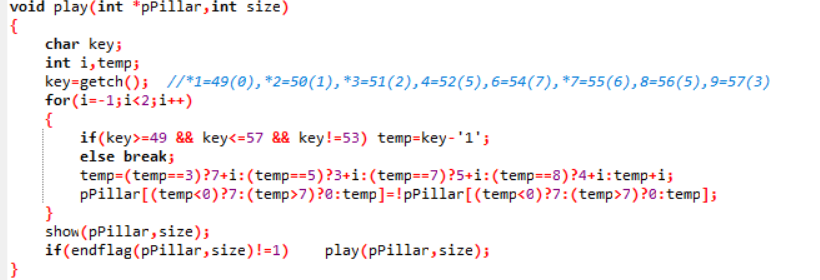 void play(int *pPillar,int size)
{
char key;
int i,temp;
key=getch();  //*1=49(0),*2=50(1),*3=51(2),4=52(5),6=54(7),*7=55(6),8=56(5),9=57(3)
for(i=-1;i<2;i++)
{
if(key>=49 && key<=57 && key!=53) temp=key-'1';
else break;
temp=(temp==3)?7+i:(temp==5)?3+i:(temp==7)?5+i:(temp==8)?4+i:temp+i;
pPillar[(temp<0)?7:(temp>7)?0:temp]=!pPillar[(temp<0)?7:(temp>7)?0:temp];
}
show(pPillar,size);
if(endflag(pPillar,size)!=1)    play(pPillar,size);
}